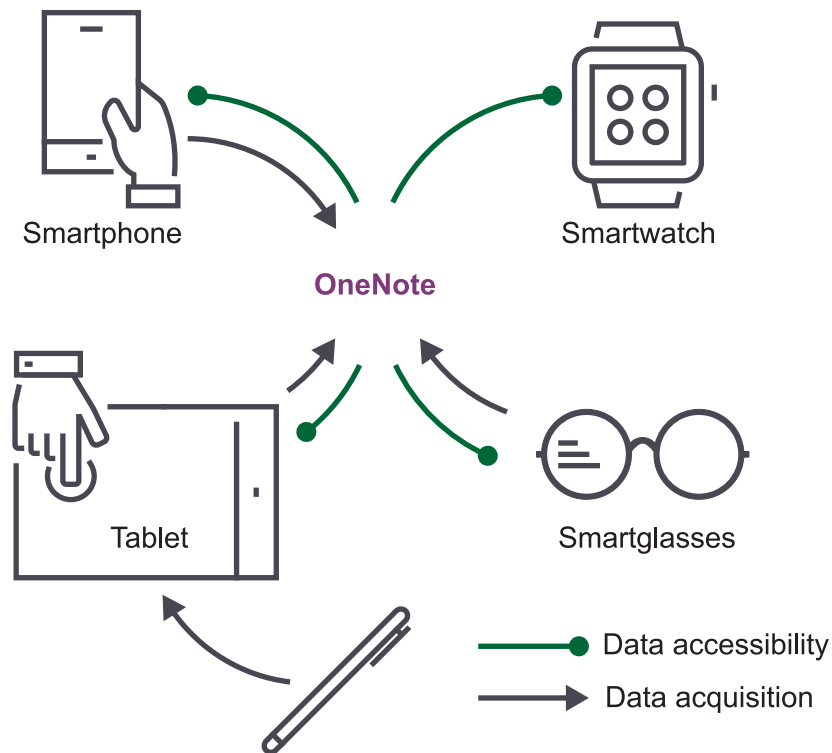 Smartphone
Smartwatch
OneNote
Tablet
Smartglasses
Data accessibility
Data acquisition